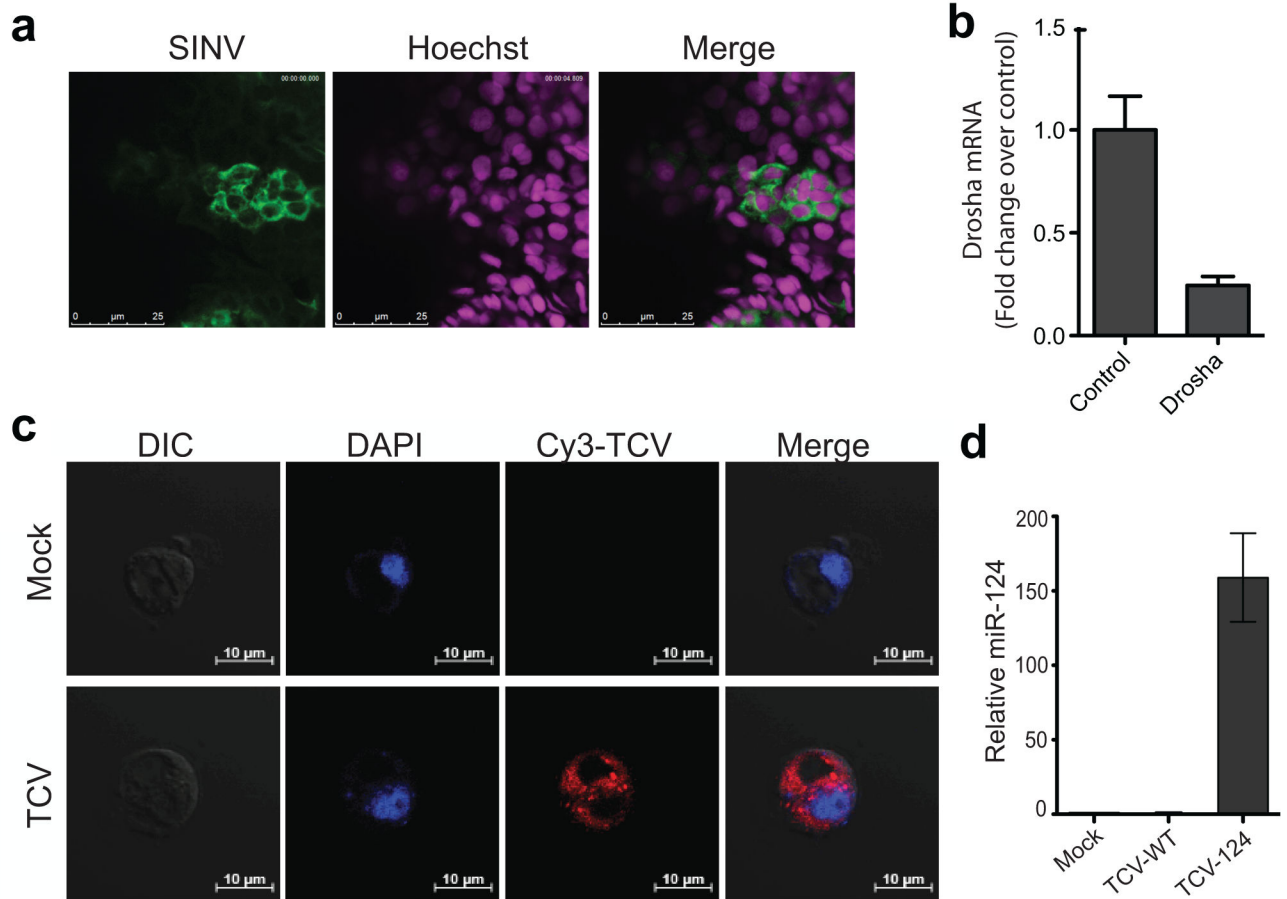 a
SINV Hoechst Merge
00:00:00.000 00:00:04.809
0 µm 25 0 µm 25 0 µm 25
b
Drosha mRNA
(Fold change over control)
1.5
1.0
0.5
0.0
Control
Drosha
c
DIC DAPI Cy3-TCV Merge
Mock
10 µm 10 µm 10 µm 10 µm
TCV
10 µm 10 µm 10 µm 10 µm
d
Relative miR-124
200
150
100
50
0
Mock
TCV-WT
TCV-124